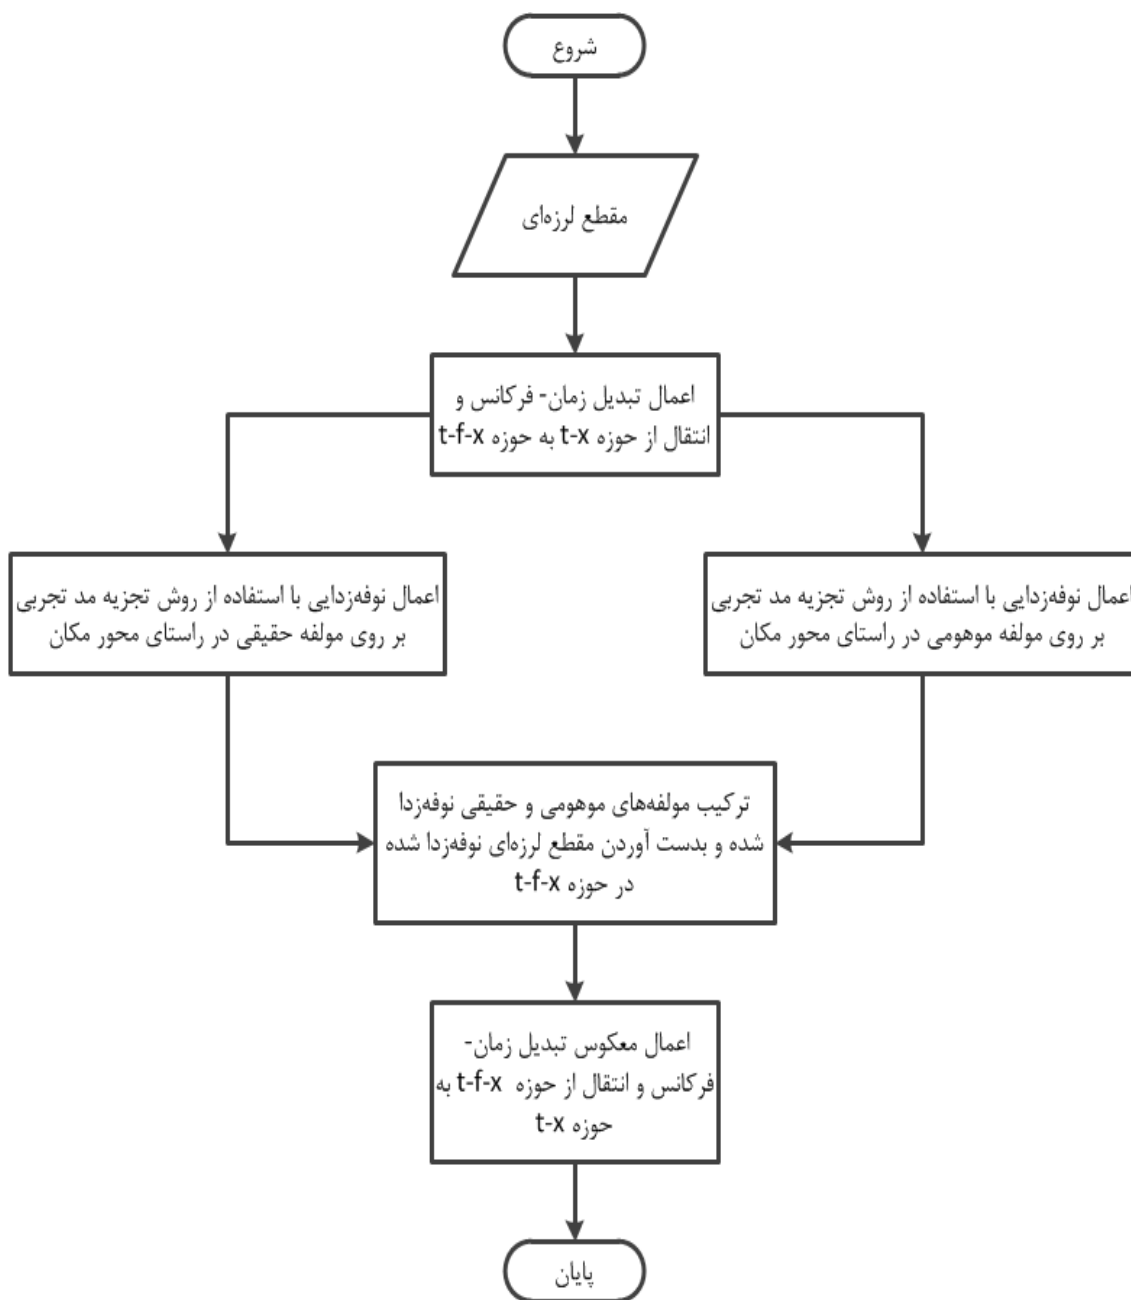 شروع
مقطع لرزه‌ای
اعمال تبدیل زمان- فرکانس و
انتقال از حوزه t-x به حوزه t-f-x
اعمال نوفه‌زدایی با استفاده از روش تجزیه مد تجربی
بر روی مولفه موهومی در راستای محور مکان
اعمال نوفه‌زدایی با استفاده از روش تجزیه مد تجربی
بر روی مولفه حقیقی در راستای محور مکان
ترکیب مولفه‌های موهومی و حقیقی نوفه‌زدا
شده و بدست آوردن مقطع لرزه‌ای نوفه‌زدا شده
در حوزه t-f-x
اعمال معکوس تبدیل زمان-
فرکانس و انتقال از حوزه t-f-x به
حوزه t-x
پایان